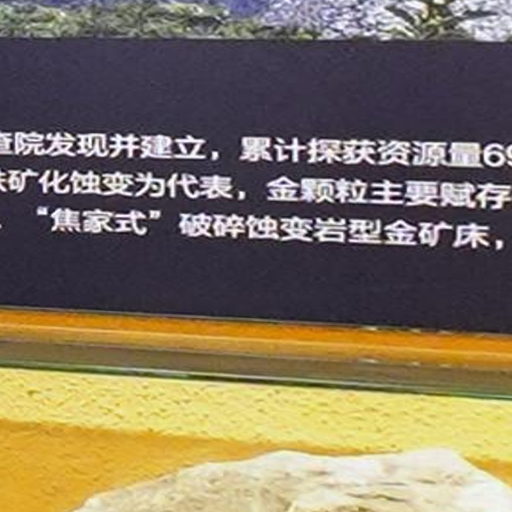 查院发现并建立，累计探获资源量69
铁矿化蚀变为代表，金颗粒主要赋存
“焦家式”破碎蚀变岩型金矿床，